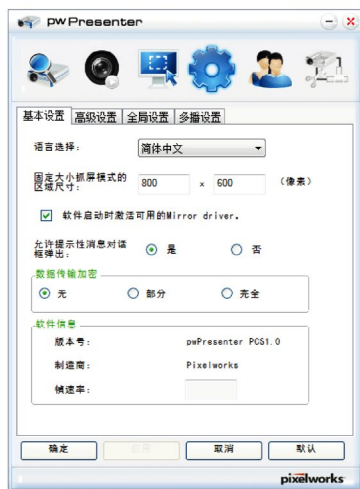 pwPresenter
基本设置 高级设置 全局设置 多播设置
语言选择: 简体中文
固定大小抓屏模式的
区域尺寸: 800 x 600 (像素)
软件启动时激活可用的Mirror driver。
允许提示性消息对话
框弹出: 是 否
数据传输加密
无 部分 完全
软件信息
版本号: pwPresenter PCS1.0
制造商: Pixelworks
帧速率:
确定 应用 取消 默认
pixelworks